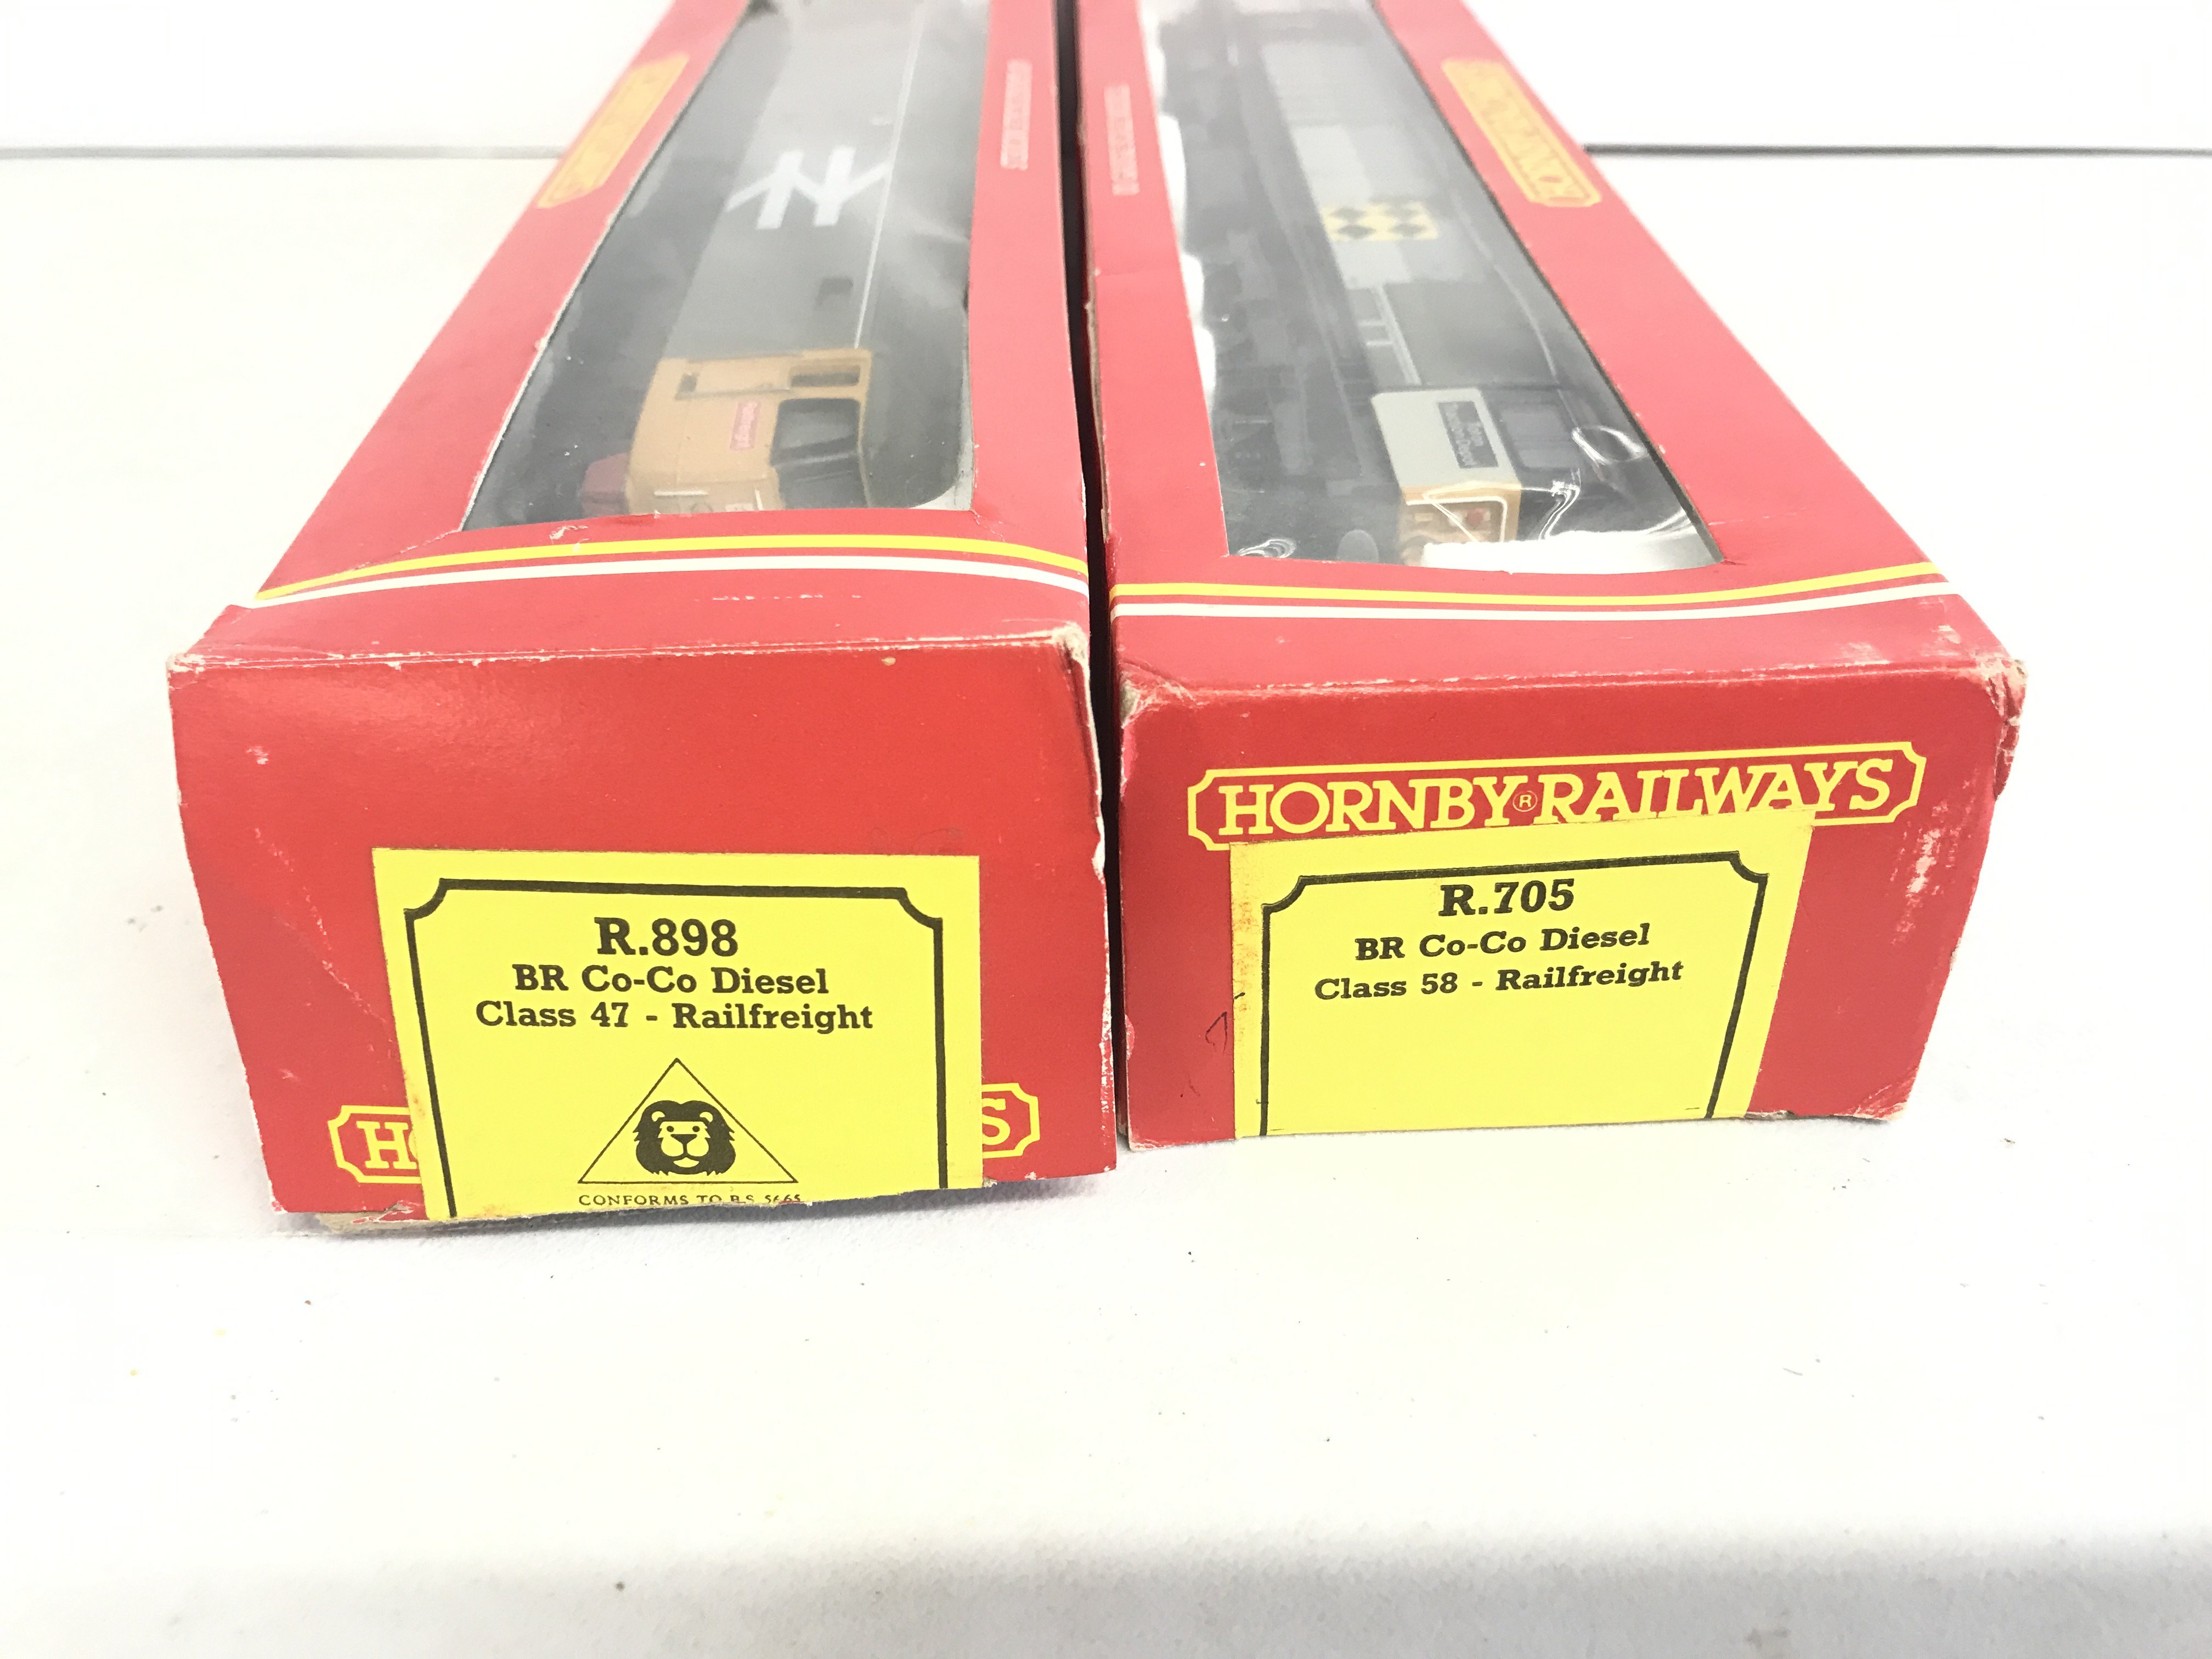 R.898
BR Co-Co Diesel
Class 47 - Railfreight
CONFORMS TO B.S. 5665
HORNBY® RAILWAYS
R.705
BR Co-Co Diesel
Class 58 - Railfreight